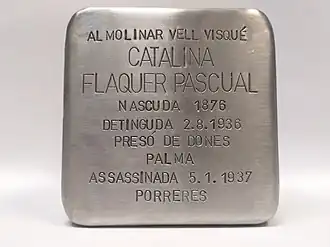 AL MOLINAR VELL VISQUÉ
CATALINA
FLAQUER PASCUAL
NASCUDA 1876
DETINGUDA 2.8.1936
PRESÓ DE DONES
PALMA
ASSASSINADA 5.1.1937
PORRERES